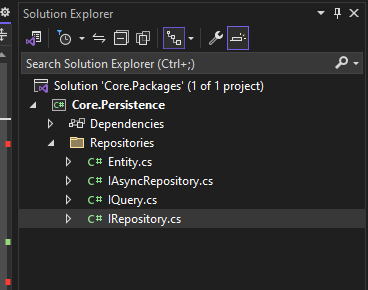 Solution Explorer
Search Solution Explorer (Ctrl+;)
Solution 'Core.Packages' (1 of 1 project)
C# Core.Persistence
Dependencies
Repositories
C# Entity.cs
C# IAsyncRepository.cs
C# IQuery.cs
C# IRepository.cs